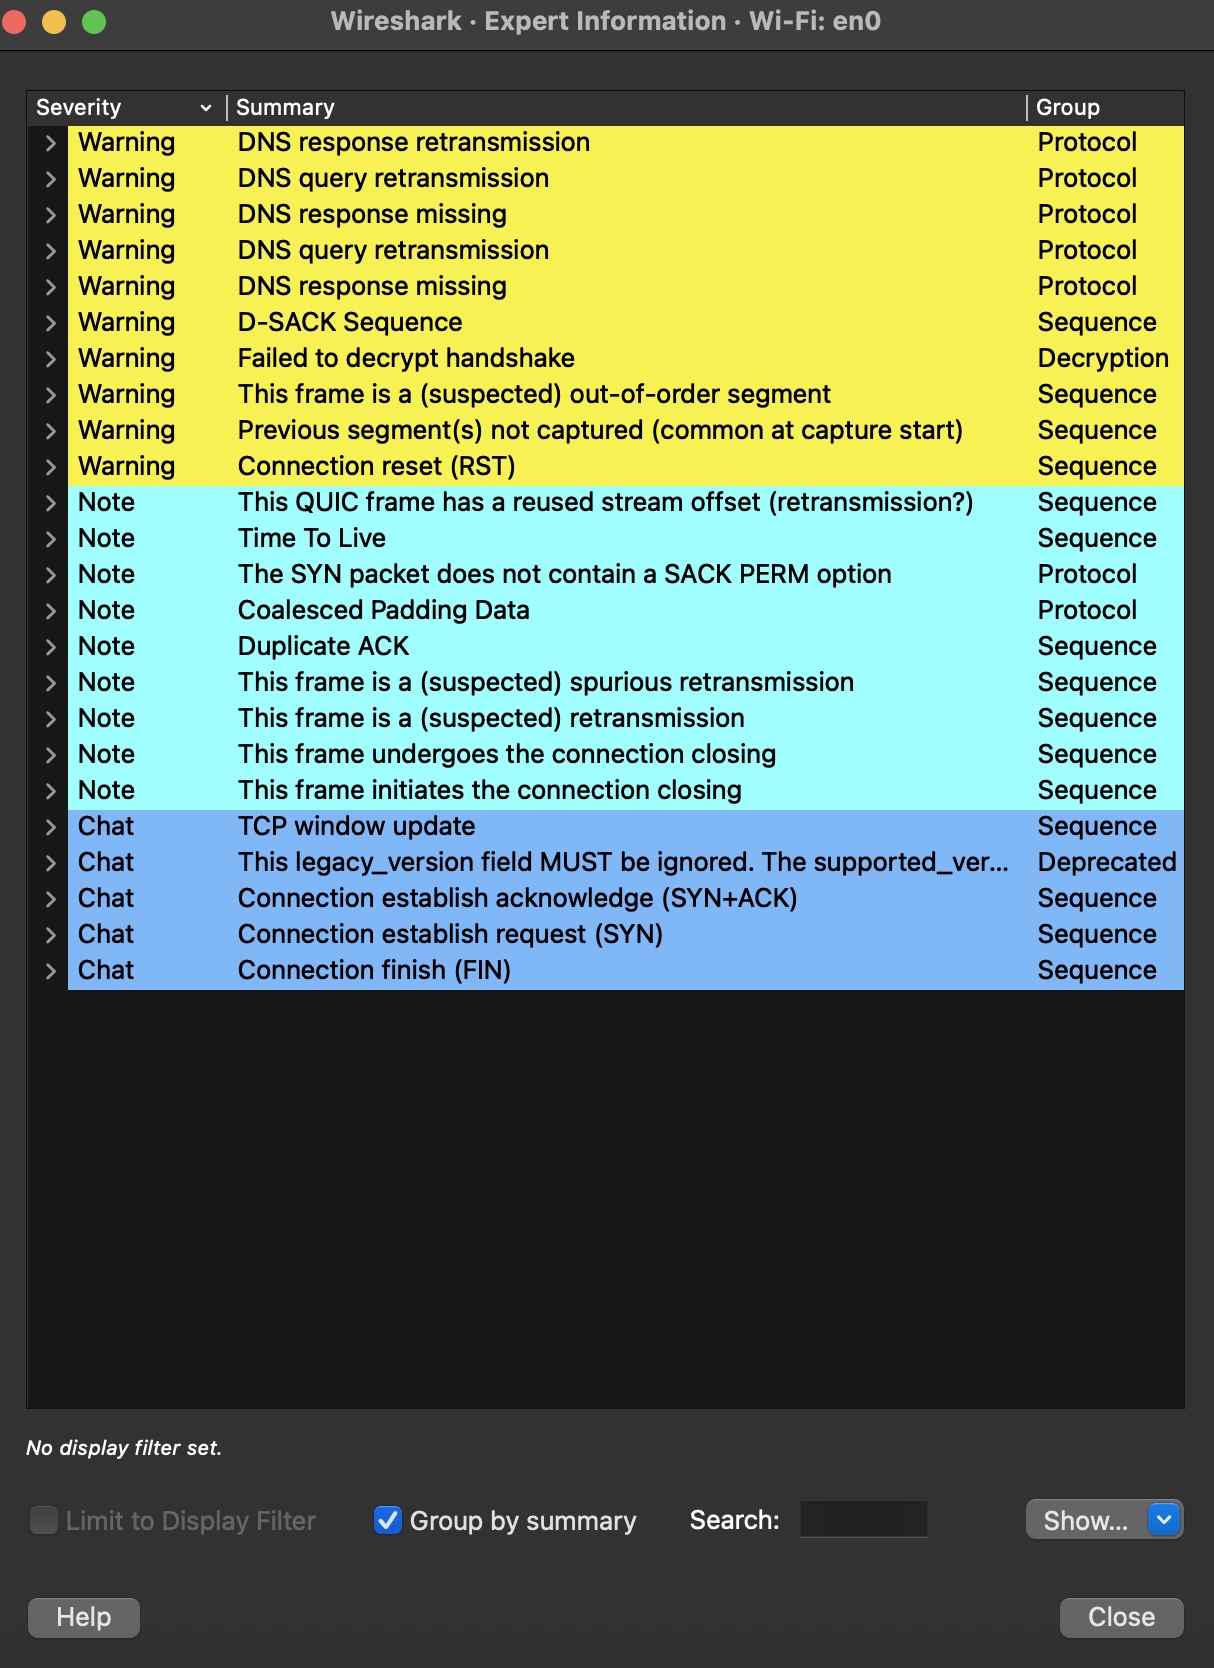 Wireshark · Expert Information · Wi-Fi: en0
Severity Summary Group
Warning DNS response retransmission Protocol
Warning DNS query retransmission Protocol
Warning DNS response missing Protocol
Warning DNS query retransmission Protocol
Warning DNS response missing Protocol
Warning D-SACK Sequence Sequence
Warning Failed to decrypt handshake Decryption
Warning This frame is a (suspected) out-of-order segment Sequence
Warning Previous segment(s) not captured (common at capture start) Sequence
Warning Connection reset (RST) Sequence
Note This QUIC frame has a reused stream offset (retransmission?) Sequence
Note Time To Live Sequence
Note The SYN packet does not contain a SACK PERM option Protocol
Note Coalesced Padding Data Protocol
Note Duplicate ACK Sequence
Note This frame is a (suspected) spurious retransmission Sequence
Note This frame is a (suspected) retransmission Sequence
Note This frame undergoes the connection closing Sequence
Note This frame initiates the connection closing Sequence
Chat TCP window update Sequence
Chat This legacy_version field MUST be ignored. The supported_ver... Deprecated
Chat Connection establish acknowledge (SYN+ACK) Sequence
Chat Connection establish request (SYN) Sequence
Chat Connection finish (FIN) Sequence
No display filter set.
Limit to Display Filter Group by summary Search: Show...
Help Close